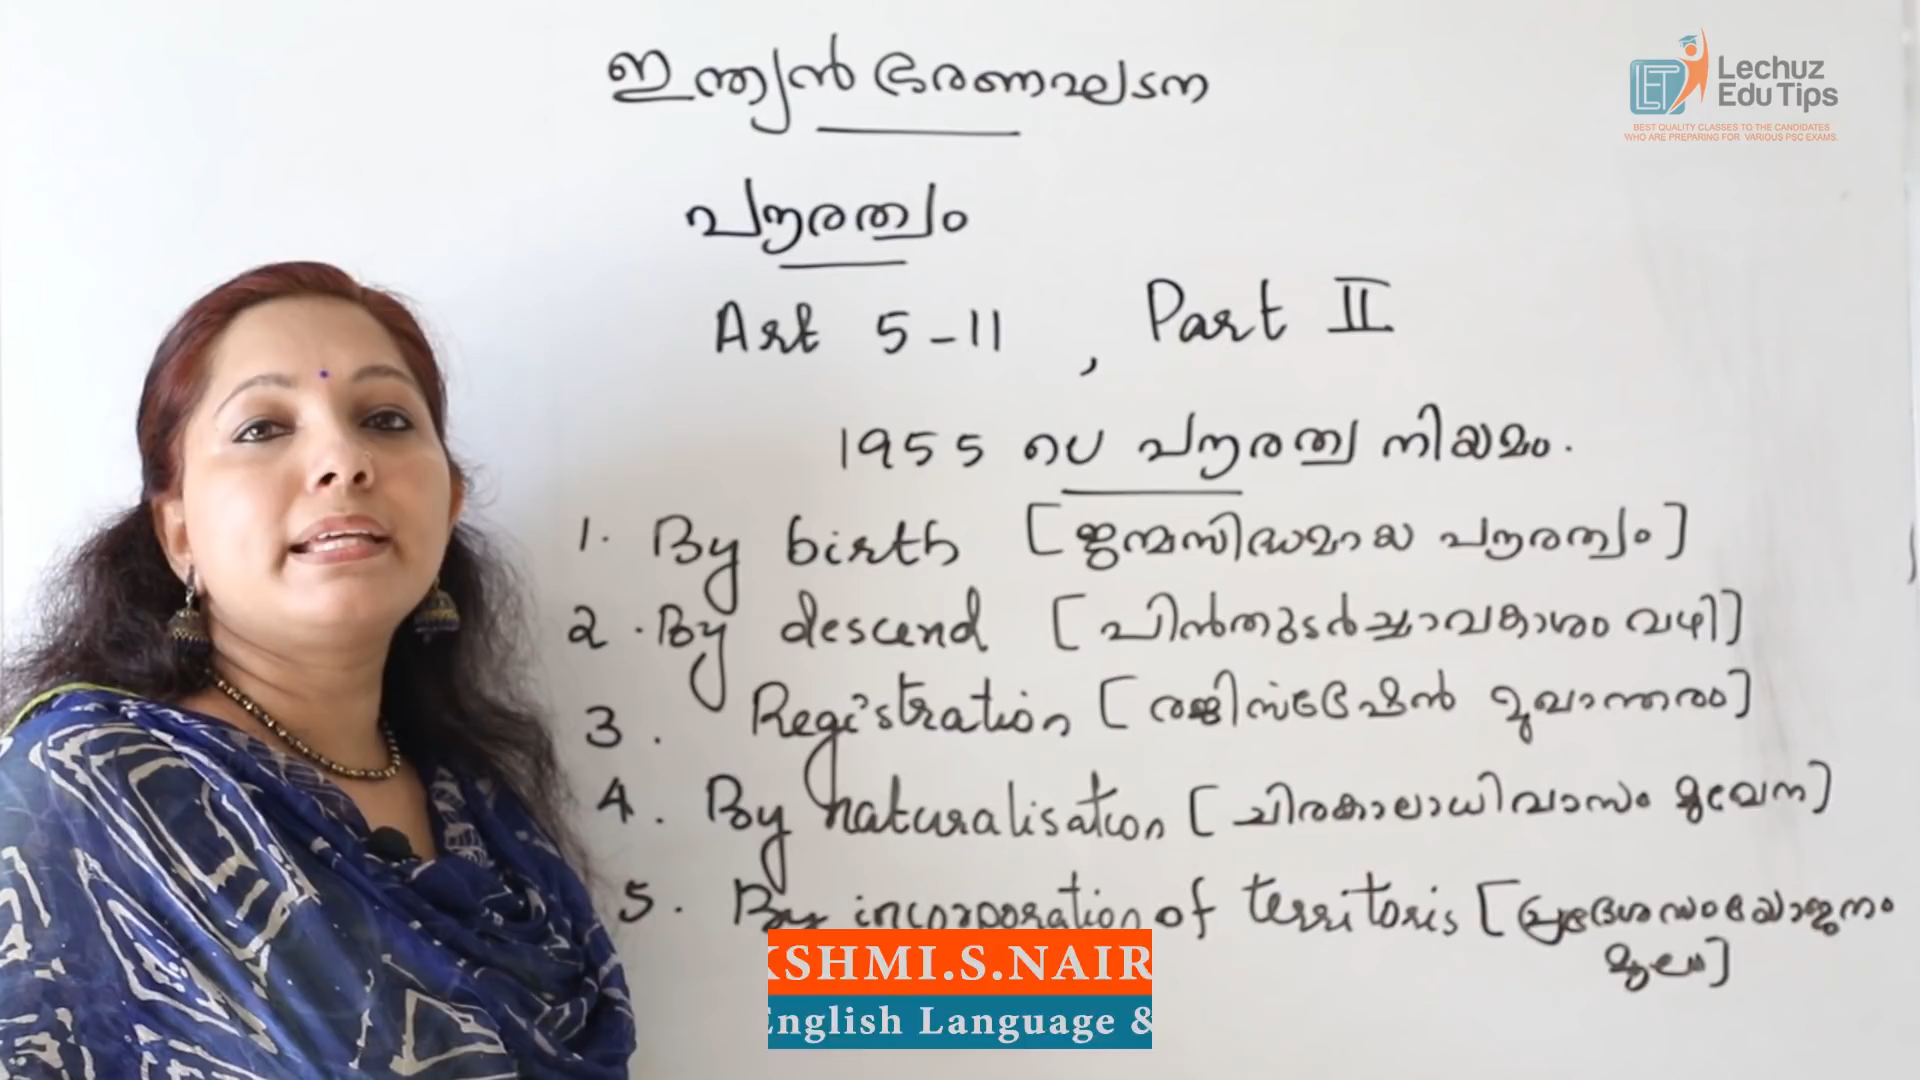 ഇന്ത്യൻ ഭരണഘടന
Lechuz
Edu Tips
BEST QUALITY CLASSES TO THE CANDIDATES
WHO ARE PREPARING FOR VARIOUS PSC EXAMS.
പൗരത്വം
Art 5-11 , Part II
1955 ലെ പൗരത്വ നിയമം.
1. By birth [ജന്മസിദ്ധമായ പൗരത്വം]
2. By descend [പിൻതുടർച്ചാവകാശം വഴി]
3. Registration [രജിസ്ട്രേഷൻ മുഖാന്തരം]
4. By naturalisation [ചിരകാലാധിവാസം മുഖേന]
5. By incorporation of territoris [പ്രദേശസംയോജനം
മൂലം]
KSHMI.S.NAIR
English Language &